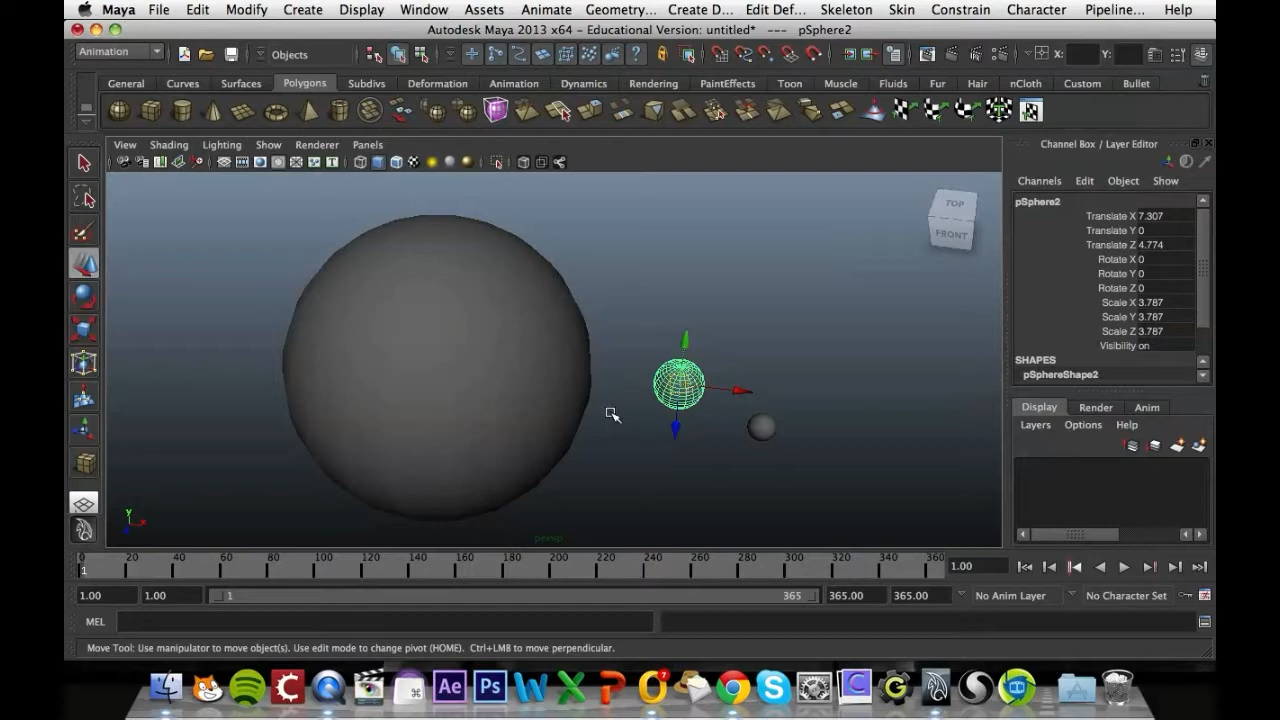 Maya File Edit Modify Create Display Window Assets Animate Geometry... Create D... Edit Def... Skeleton Skin Constrain Character Pipeline... Help
Autodesk Maya 2013 x64 - Educational Version: untitled* --- pSphere2
Animation Objects X: Y:
General Curves Surfaces Polygons Subdivs Deformation Animation Dynamics Rendering PaintEffects Toon Muscle Fluids Fur Hair nCloth Custom Bullet
View Shading Lighting Show Renderer Panels
Channel Box / Layer Editor
Channels Edit Object Show
pSphere2
Translate X 7.307
Translate Y 0
Translate Z 4.774
Rotate X 0
Rotate Y 0
Rotate Z 0
Scale X 3.787
Scale Y 3.787
Scale Z 3.787
Visibility on
SHAPES
pSphereShape2
TOP
FRONT
Display Render Anim
Layers Options Help
y
x
persp
0 20 40 60 80 100 120 140 160 180 200 220 240 260 280 300 320 340 360
1 1.00
1.00 1.00 1 365 365.00 365.00 No Anim Layer No Character Set
MEL
Move Tool: Use manipulator to move object(s). Use edit mode to change pivot (HOME). Ctrl+LMB to move perpendicular.
Ae Ps W X P O 7 S C G